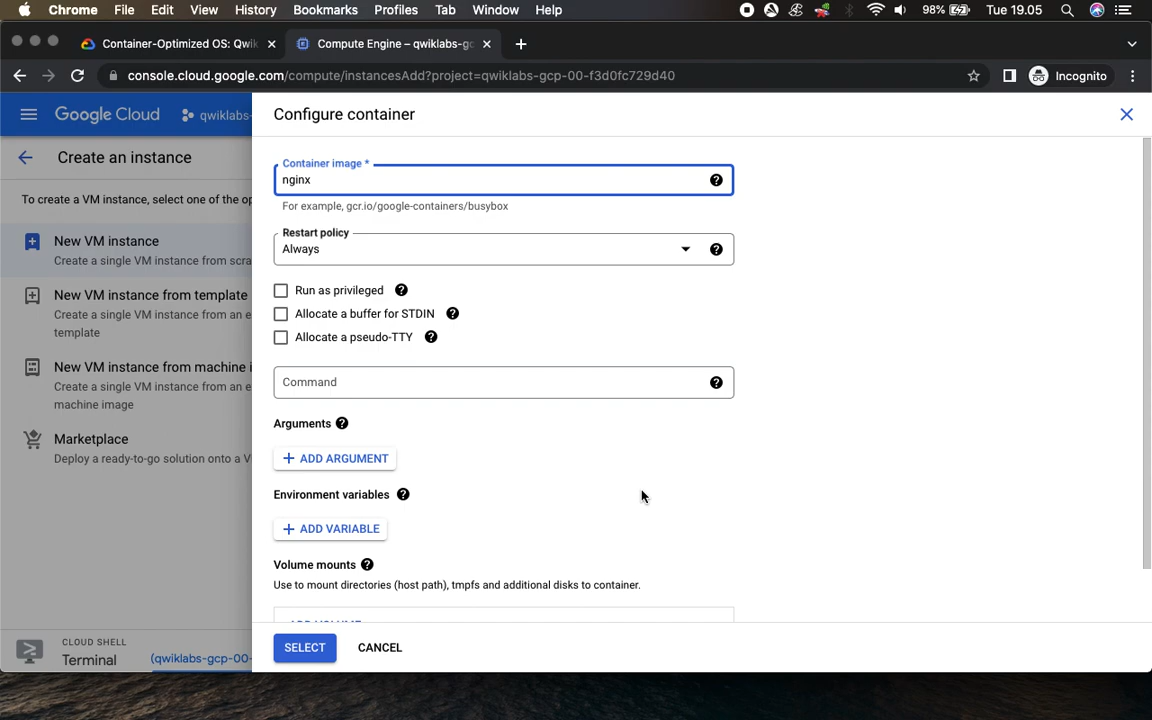 Chrome File Edit View History Bookmarks Profiles Tab Window Help 98% Tue 19.05
Container-Optimized OS: Qwik
Compute Engine – qwiklabs-gc
console.cloud.google.com/compute/instancesAdd?project=qwiklabs-gcp-00-f3d0fc729d40
Incognito
Google Cloud qwiklabs-
Create an instance
To create a VM instance, select one of the op
New VM instance
Create a single VM instance from scra
New VM instance from template
Create a single VM instance from an e
template
New VM instance from machine i
Create a single VM instance from an e
machine image
Marketplace
Deploy a ready-to-go solution onto a V
CLOUD SHELL
Terminal (qwiklabs-gcp-00-
Configure container
Container image *
nginx
For example, gcr.io/google-containers/busybox
Restart policy
Always
Run as privileged
Allocate a buffer for STDIN
Allocate a pseudo-TTY
Command
Arguments
+ ADD ARGUMENT
Environment variables
+ ADD VARIABLE
Volume mounts
Use to mount directories (host path), tmpfs and additional disks to container.
ADD VOLUME
SELECT CANCEL